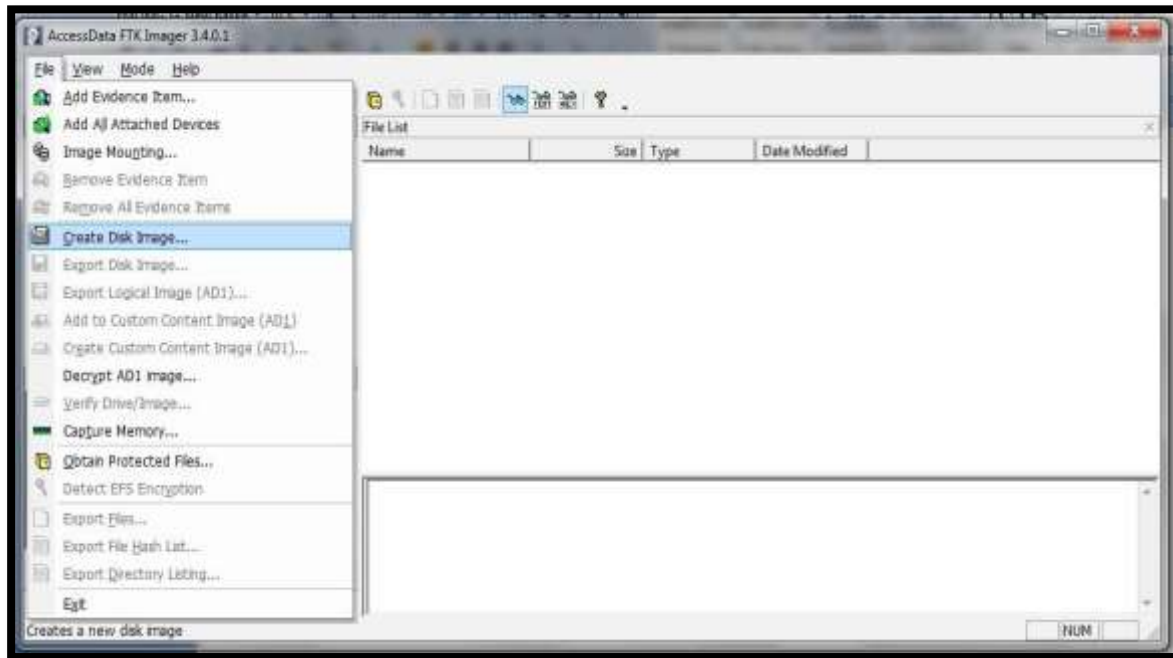 AccessData FTK Imager 3.4.0.1
File View Mode Help
Add Evidence Item...
Add All Attached Devices
File List
Image Mounting...
Name Size Type Date Modified
Remove Evidence Item
Remove All Evidence Items
Create Disk Image...
Export Disk Image...
Export Logical Image (AD1)...
Add to Custom Content Image (AD1)
Create Custom Content Image (AD1)...
Decrypt AD1 image...
Verify Drive/Image...
Capture Memory...
Obtain Protected Files...
Detect EFS Encryption
Export Files...
Export File Hash List...
Export Directory Listing...
Exit
Creates a new disk image NUM